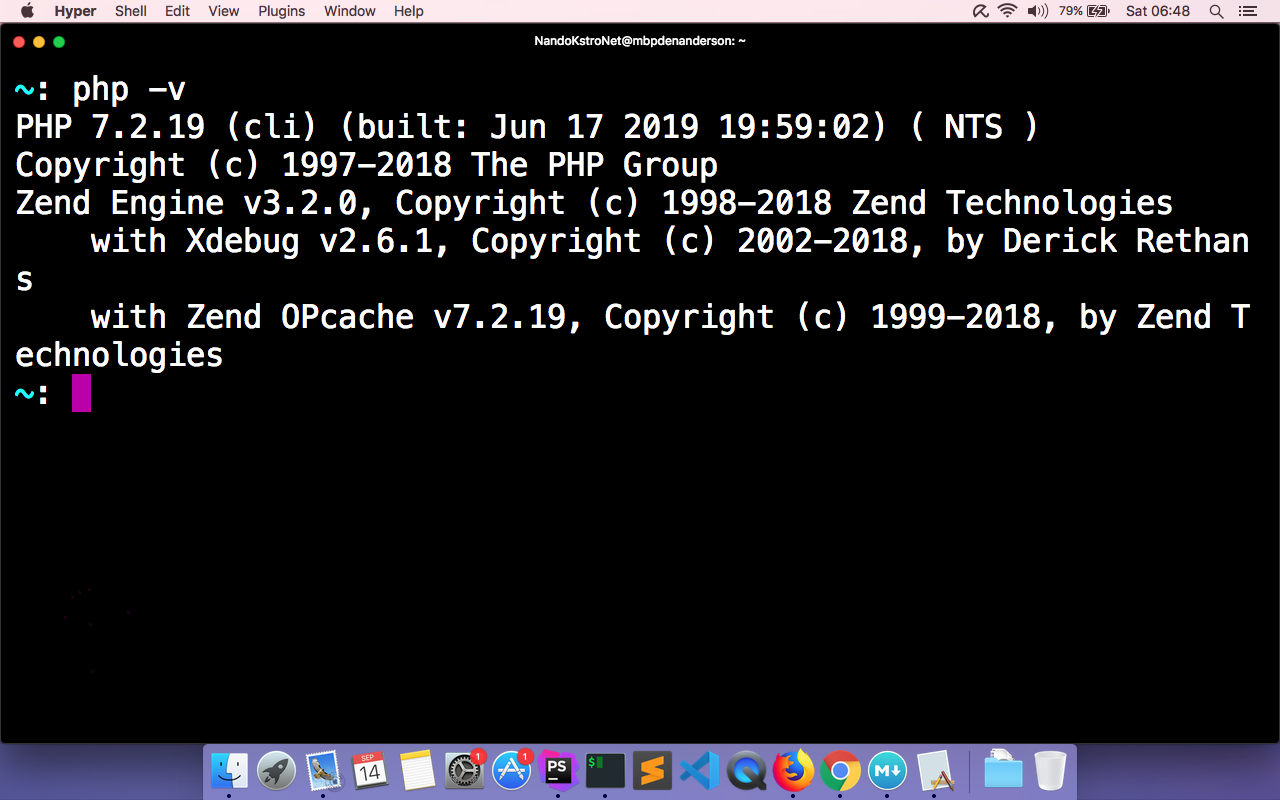 Hyper Shell Edit View Plugins Window Help 79% Sat 06:48
NandoKstroNet@mbpdenanderson: ~
~: php -v
PHP 7.2.19 (cli) (built: Jun 17 2019 19:59:02) ( NTS )
Copyright (c) 1997-2018 The PHP Group
Zend Engine v3.2.0, Copyright (c) 1998-2018 Zend Technologies
    with Xdebug v2.6.1, Copyright (c) 2002-2018, by Derick Rethan
s
    with Zend OPcache v7.2.19, Copyright (c) 1999-2018, by Zend T
echnologies
~:
SEP 1 1 PS $ M
14